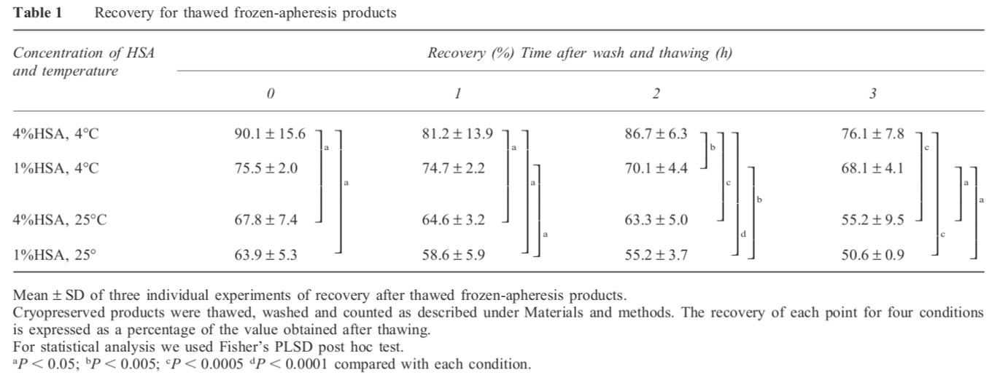 Table 1 Recovery for thawed frozen-apheresis products
Concentration of HSA and temperature Recovery (%) Time after wash and thawing (h)
0 1 2 3
4%HSA, 4°C 90.1 ± 15.6 81.2 ± 13.9 86.7 ± 6.3 76.1 ± 7.8
a a b c
1%HSA, 4°C 75.5 ± 2.0 74.7 ± 2.2 70.1 ± 4.4 68.1 ± 4.1
a a c b a a
4%HSA, 25°C 67.8 ± 7.4 64.6 ± 3.2 63.3 ± 5.0 55.2 ± 9.5
a d c
1%HSA, 25° 63.9 ± 5.3 58.6 ± 5.9 55.2 ± 3.7 50.6 ± 0.9
Mean ± SD of three individual experiments of recovery after thawed frozen-apheresis products.
Cryopreserved products were thawed, washed and counted as described under Materials and methods. The recovery of each point for four conditions
is expressed as a percentage of the value obtained after thawing.
For statistical analysis we used Fisher's PLSD post hoc test.
ᵃP < 0.05; ᵇP < 0.005; ᶜP < 0.0005 ᵈP < 0.0001 compared with each condition.